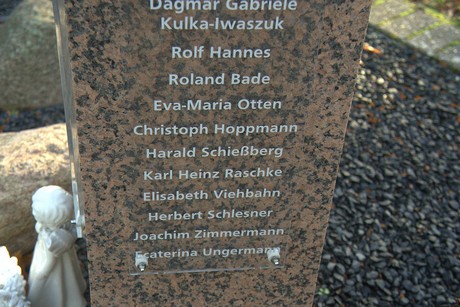 Dagmar Gabriele
Kulka-Iwaszuk
Rolf Hannes
Roland Bade
Eva-Maria Otten
Christoph Hoppmann
Harald Schießberg
Karl Heinz Raschke
Elisabeth Viehbahn
Herbert Schlesner
Joachim Zimmermann
Ecaterina Ungermann